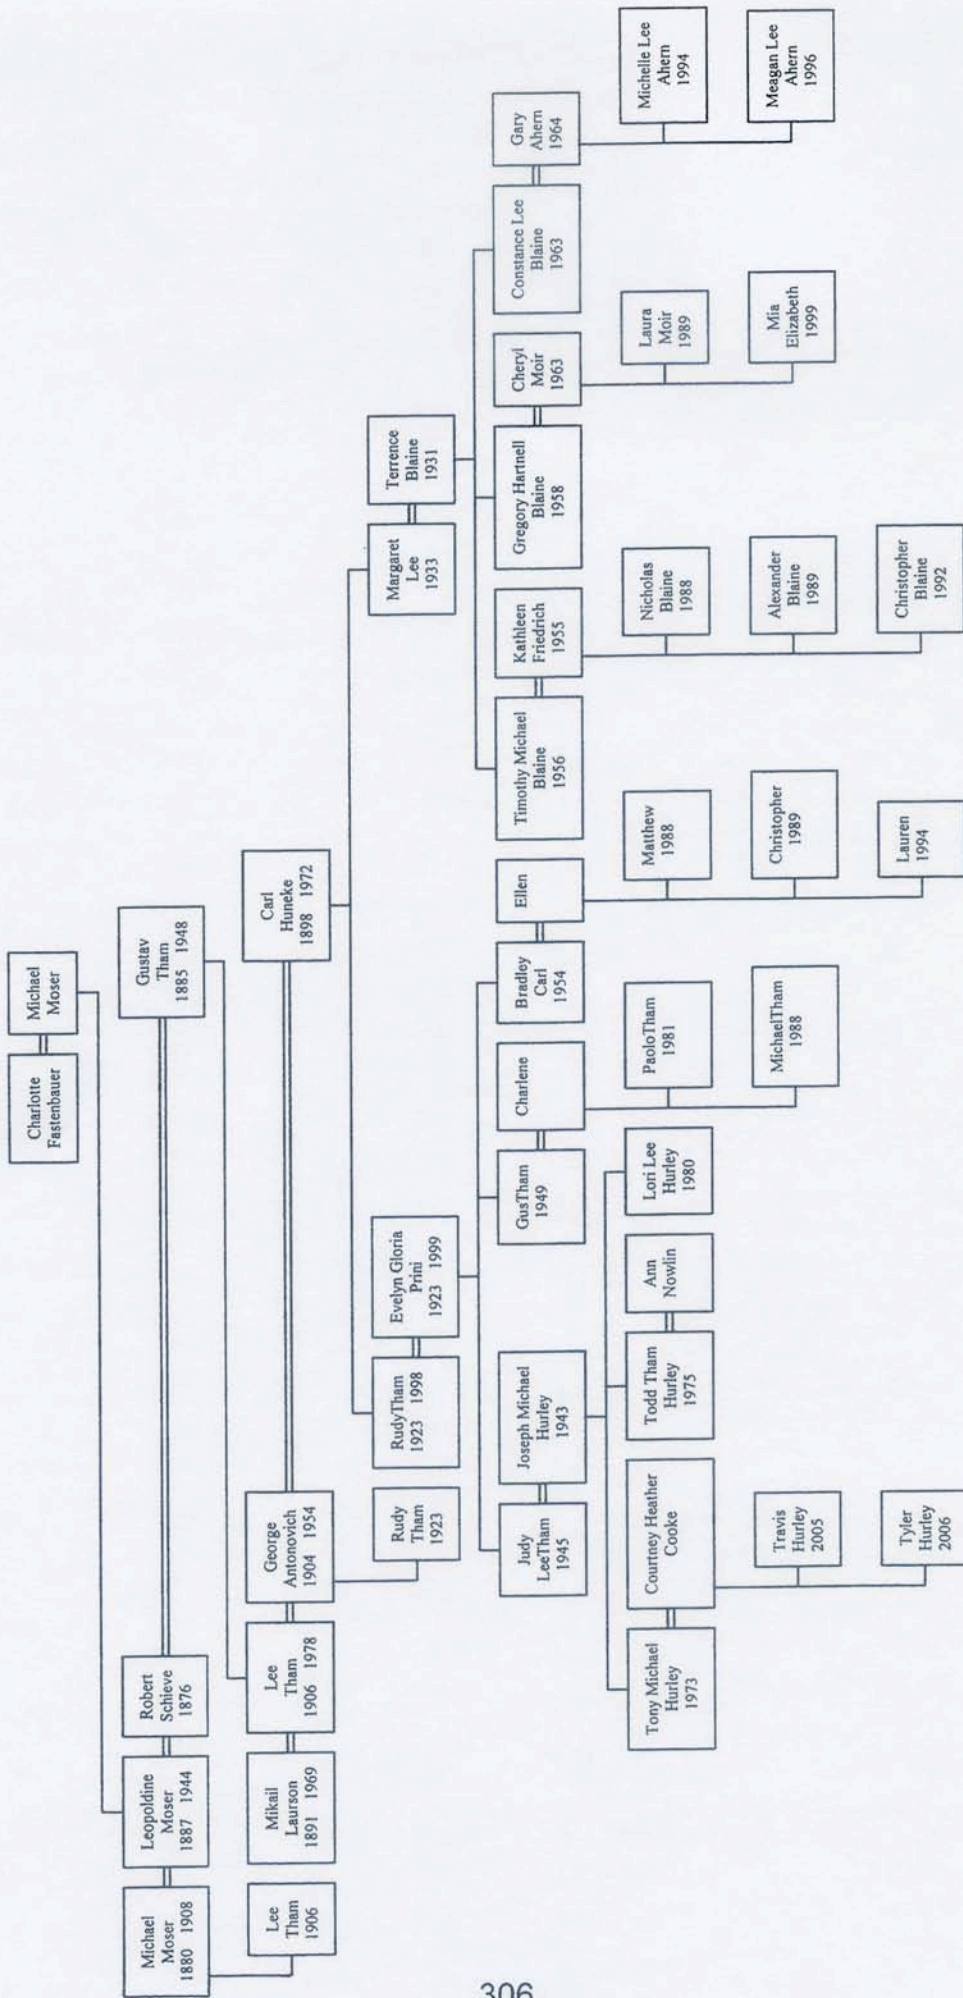 Charlotte
Fastenbauer
Michael
Moser
Michael
Moser
1880 1908
Leopoldine
Moser
1887 1944
Robert
Schieve
1876
Gustav
Tham
1885 1948
Lee
Tham
1906
Mikail
Laurson
1891 1969
Lee
Tham
1906 1978
George
Antonovich
1904 1954
Carl
Huneke
1898 1972
Rudy
Tham
1923
RudyTham
1923 1998
Evelyn Gloria
Prini
1923 1999
Margaret
Lee
1933
Terrence
Blaine
1931
Judy
LeeTham
1945
Joseph Michael
Hurley
1943
GusTham
1949
Charlene
Bradley
Carl
1954
Ellen
Timothy Michael
Blaine
1956
Kathleen
Friedrich
1955
Gregory Hartnell
Blaine
1958
Cheryl
Moir
1963
Constance Lee
Blaine
1963
Gary
Ahern
1964
Tony Michael
Hurley
1973
Courtney Heather
Cooke
Todd Tham
Hurley
1975
Ann
Nowlin
Lori Lee
Hurley
1980
PaoloTham
1981
Matthew
1988
Nicholas
Blaine
1988
Laura
Moir
1989
Michelle Lee
Ahern
1994
Travis
Hurley
2005
MichaelTham
1988
Christopher
1989
Alexander
Blaine
1989
Mia
Elizabeth
1999
Meagan Lee
Ahern
1996
Tyler
Hurley
2006
Lauren
1994
Christopher
Blaine
1992
306